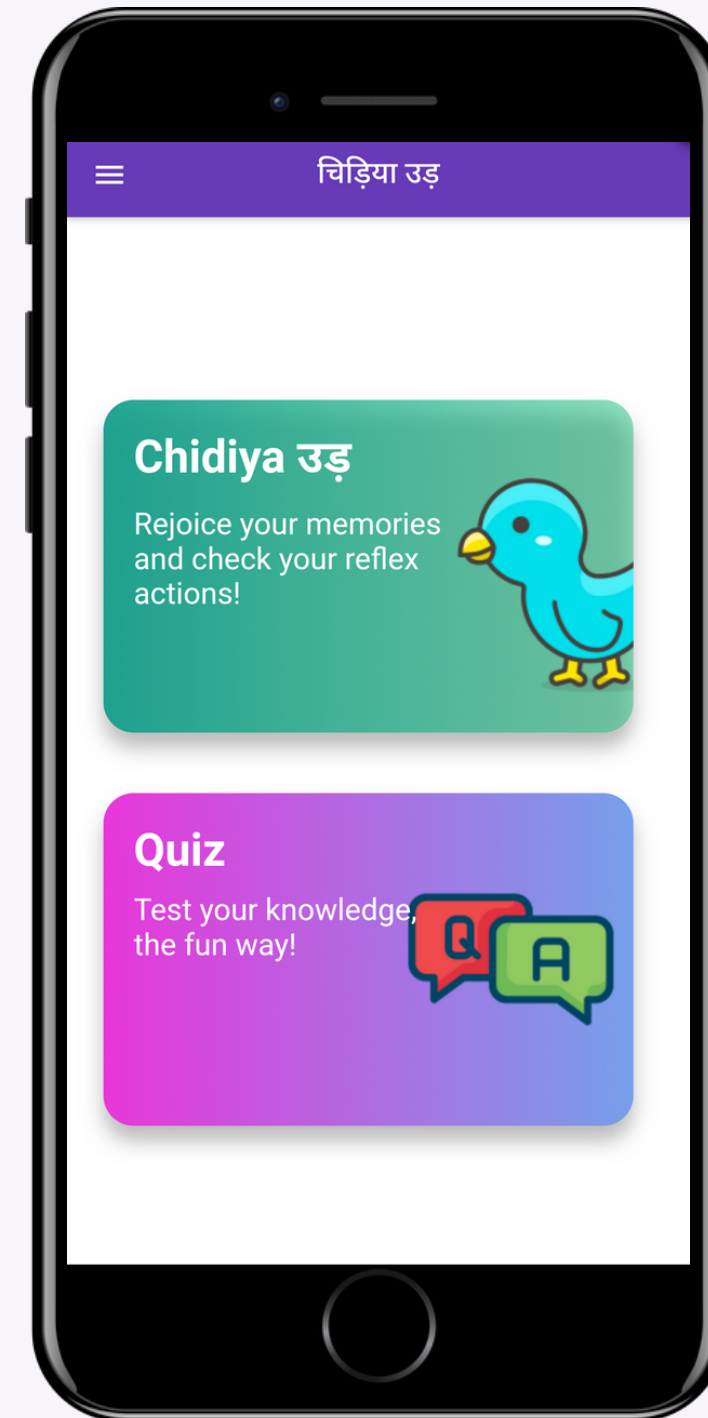 चिड़िया उड़
Chidiya उड़
Rejoice your memories
and check your reflex
actions!
Quiz
Test your knowledge,
the fun way!
Q
A